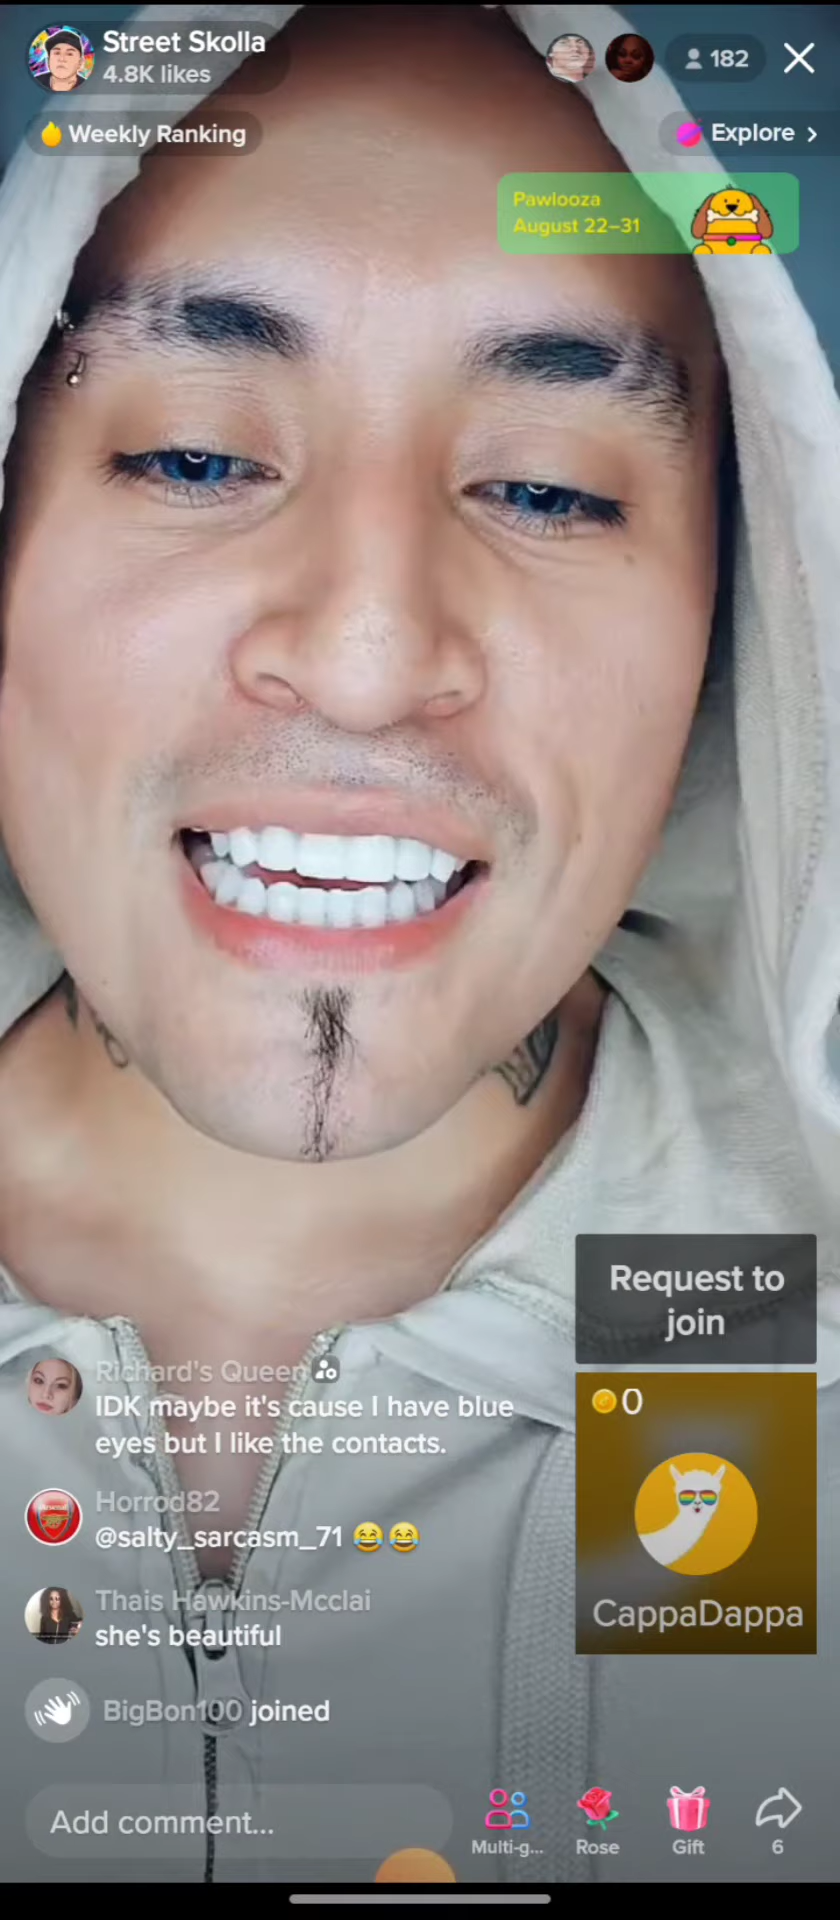 Street Skolla
4.8K likes
182
Weekly Ranking
Explore
Pawlooza
August 22–31
Request to
join
Richard's Queen
IDK maybe it's cause I have blue
eyes but I like the contacts.
0
Horrod82
@salty_sarcasm_71 😂😂
Thais Hawkins-Mcclai
she's beautiful
CappaDappa
BigBon100 joined
Add comment...
Multi-g...
Rose
Gift
6